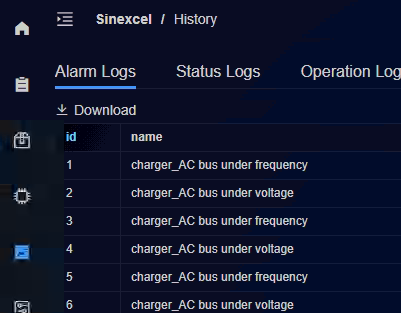 Sinexcel / History
Alarm Logs Status Logs Operation Log
Download
id name
1 charger_AC bus under frequency
2 charger_AC bus under voltage
3 charger_AC bus under frequency
4 charger_AC bus under voltage
5 charger_AC bus under frequency
6 charger_AC bus under voltage